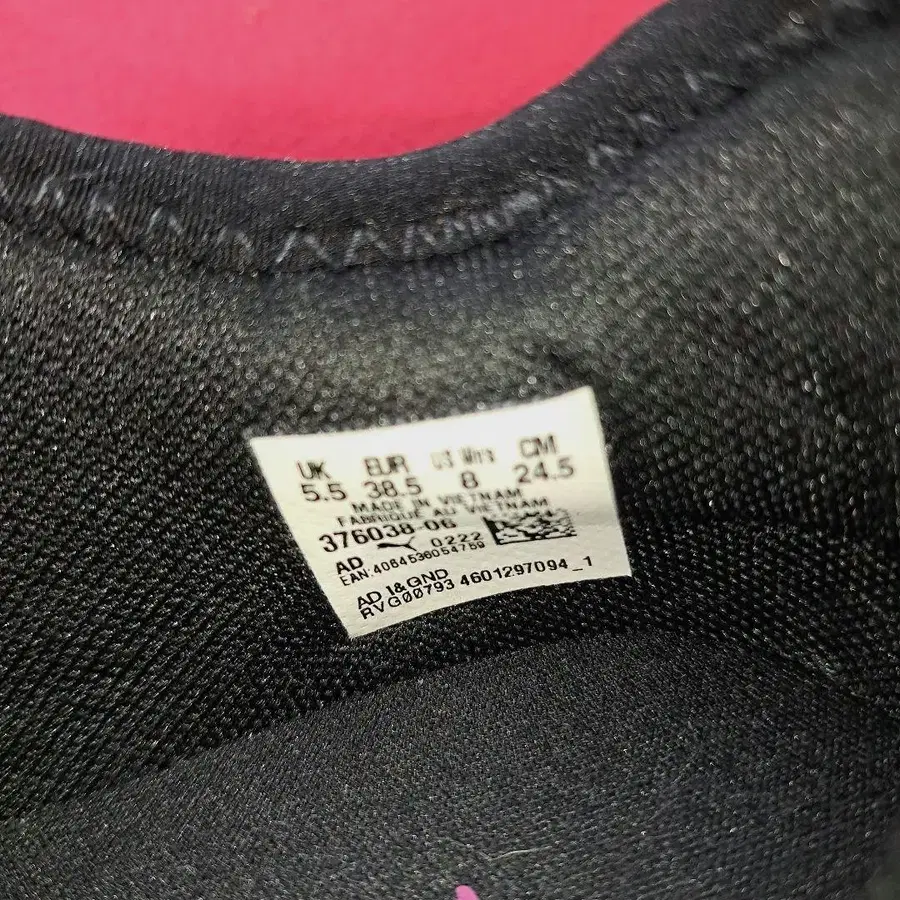 UK EUR US Wn's CM
5.5 38.5 8 24.5
MADE IN VIETNAM
FABRIQUE AU VIETNAM
376038-06
AD 0222
EAN:4064536054759
AD I&GND
RVG00793 4601297094_1